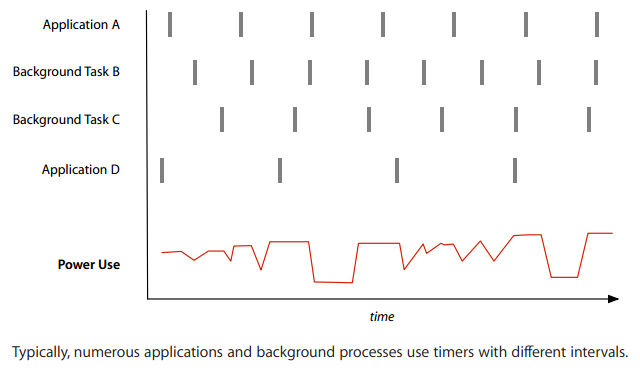 Application A
Background Task B
Background Task C
Application D
Power Use
time
Typically, numerous applications and background processes use timers with different intervals.